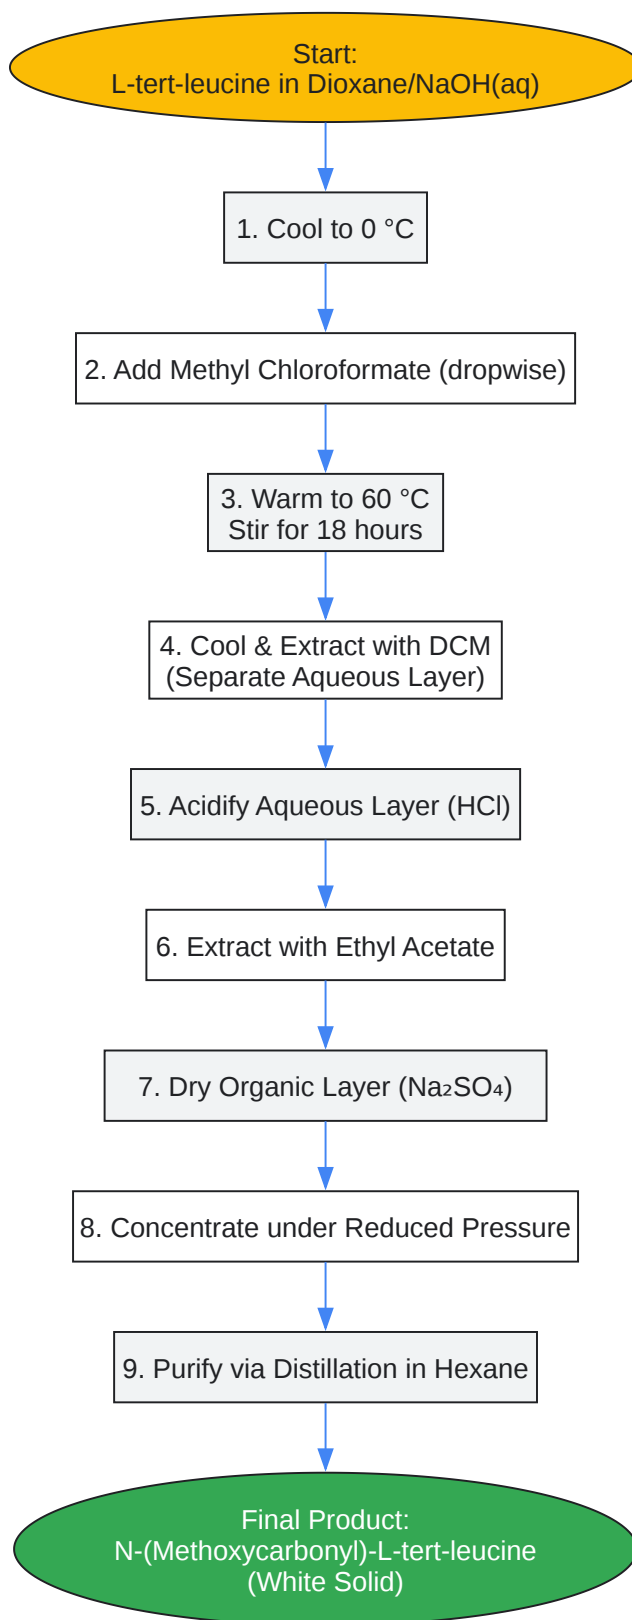 Start:
L-tert-leucine in Dioxane/NaOH(aq)
1. Cool to 0 °C
2. Add Methyl Chloroformate (dropwise)
3. Warm to 60 °C
Stir for 18 hours
4. Cool & Extract with DCM
(Separate Aqueous Layer)
5. Acidify Aqueous Layer (HCl)
6. Extract with Ethyl Acetate
7. Dry Organic Layer (Na₂SO₄)
8. Concentrate under Reduced Pressure
9. Purify via Distillation in Hexane
Final Product:
N-(Methoxycarbonyl)-L-tert-leucine
(White Solid)